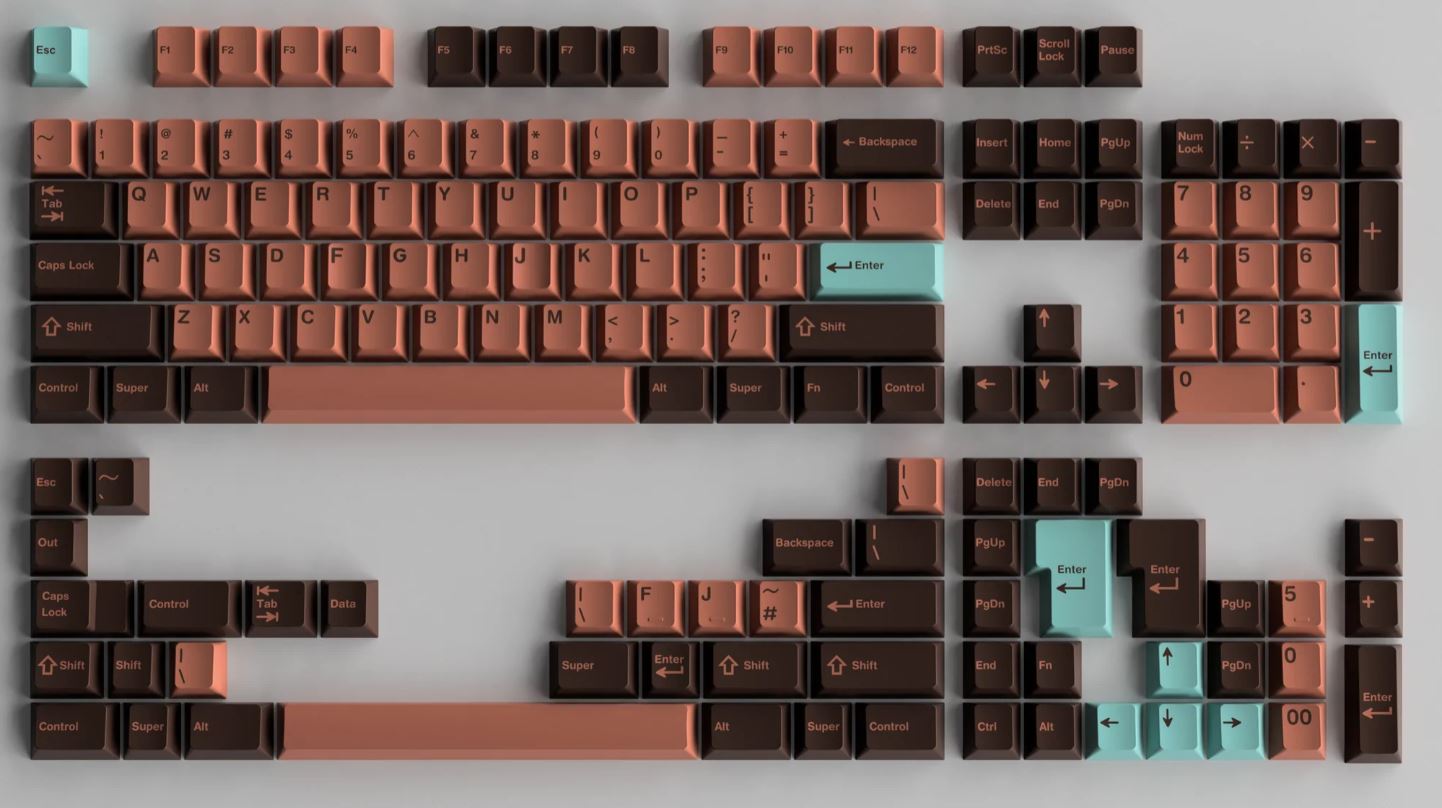 Esc F1 F2 F3 F4 F5 F6 F7 F8 F9 F10 F11 F12 PrtSc Scroll Lock Pause
~ ` ! 1 @ 2 # 3 $ 4 % 5 ^ 6 & 7 * 8 ( 9 ) 0 _ - + = ← Backspace Insert Home PgUp Num Lock ÷ × -
⇤ Tab ⇥ Q W E R T Y U I O P { [ } ] | \ Delete End PgDn 7 8 9 +
Caps Lock A S D F G H J K L : ; " ' ↵ Enter 4 5 6
⇧ Shift Z X C V B N M < , > . ? / ⇧ Shift ↑ 1 2 3 Enter ↵
Control Super Alt Alt Super Fn Control ← ↓ → 0 .
Esc ~ ` | \ Delete End PgDn
Out Backspace | \ PgUp Enter ↵ Enter ↵ -
Caps Lock Control ⇤ Tab ⇥ Data | \ F J ~ # ↵ Enter PgDn PgUp 5 +
⇧ Shift Shift | \ Super Enter ↵ ⇧ Shift ⇧ Shift End Fn ↑ PgDn 0 Enter ↵
Control Super Alt Alt Super Control Ctrl Alt ← ↓ → 00